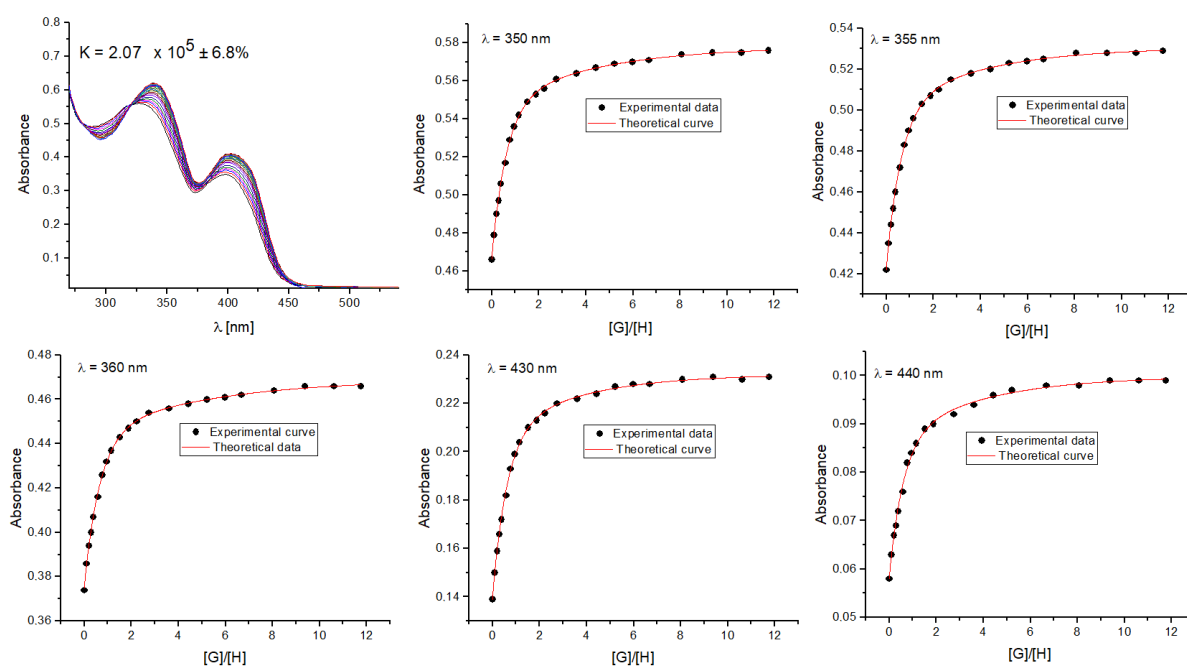 K = 2.07 x 10⁵ ± 6.8%
Absorbance
0.8
0.7
0.6
0.5
0.4
0.3
0.2
0.1
300 350 400 450 500
λ [nm]
λ = 350 nm
Experimental data
Theoretical curve
Absorbance
0.58
0.56
0.54
0.52
0.50
0.48
0.46
0 2 4 6 8 10 12
[G]/[H]
λ = 355 nm
Experimental data
Theoretical curve
Absorbance
0.54
0.52
0.50
0.48
0.46
0.44
0.42
0 2 4 6 8 10 12
[G]/[H]
λ = 360 nm
Experimental curve
Theoretical data
Absorbance
0.48
0.46
0.44
0.42
0.40
0.38
0.36
0 2 4 6 8 10 12
[G]/[H]
λ = 430 nm
Experimental data
Theoretical curve
Absorbance
0.24
0.22
0.20
0.18
0.16
0.14
0 2 4 6 8 10 12
[G]/[H]
λ = 440 nm
Experimental data
Theoretical curve
Absorbance
0.10
0.09
0.08
0.07
0.06
0.05
0 2 4 6 8 10 12
[G]/[H]